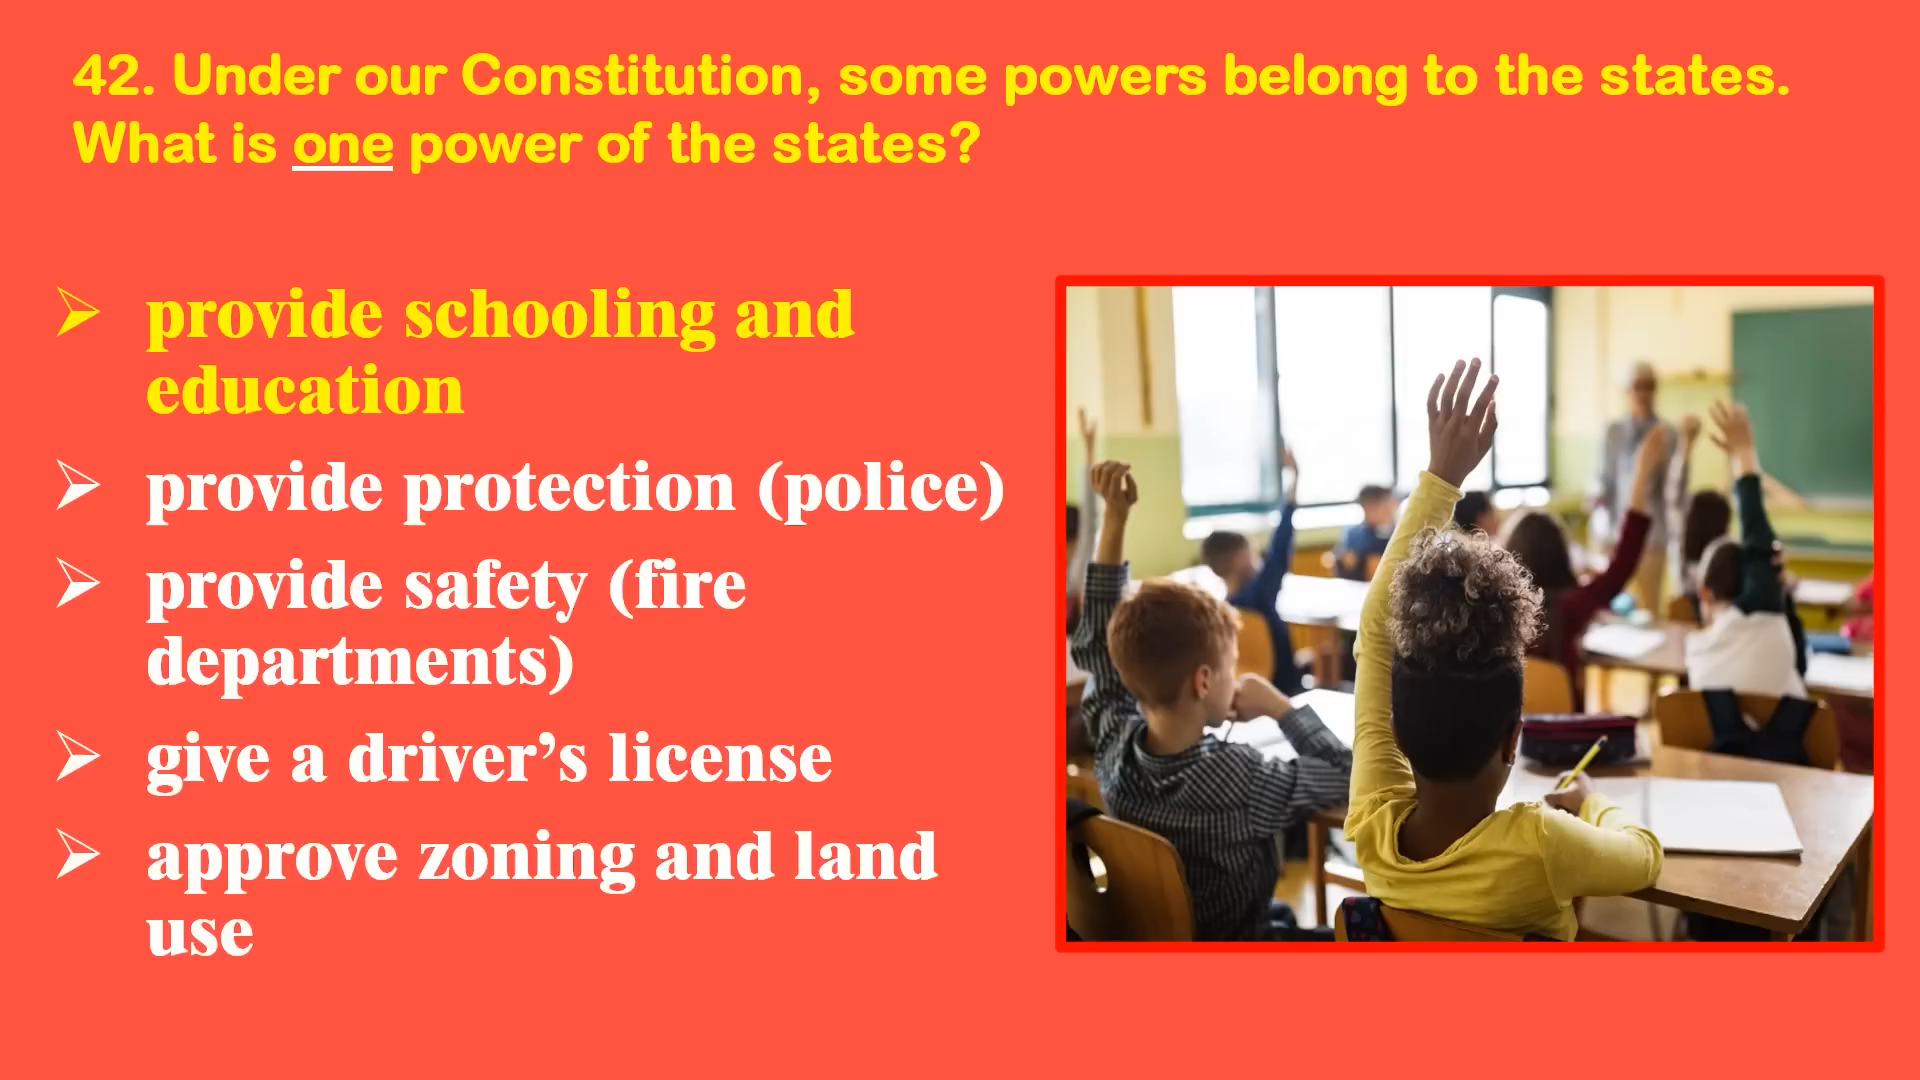 42. Under our Constitution, some powers belong to the states.
What is one power of the states?
➢ provide schooling and
education
➢ provide protection (police)
➢ provide safety (fire
departments)
➢ give a driver’s license
➢ approve zoning and land
use